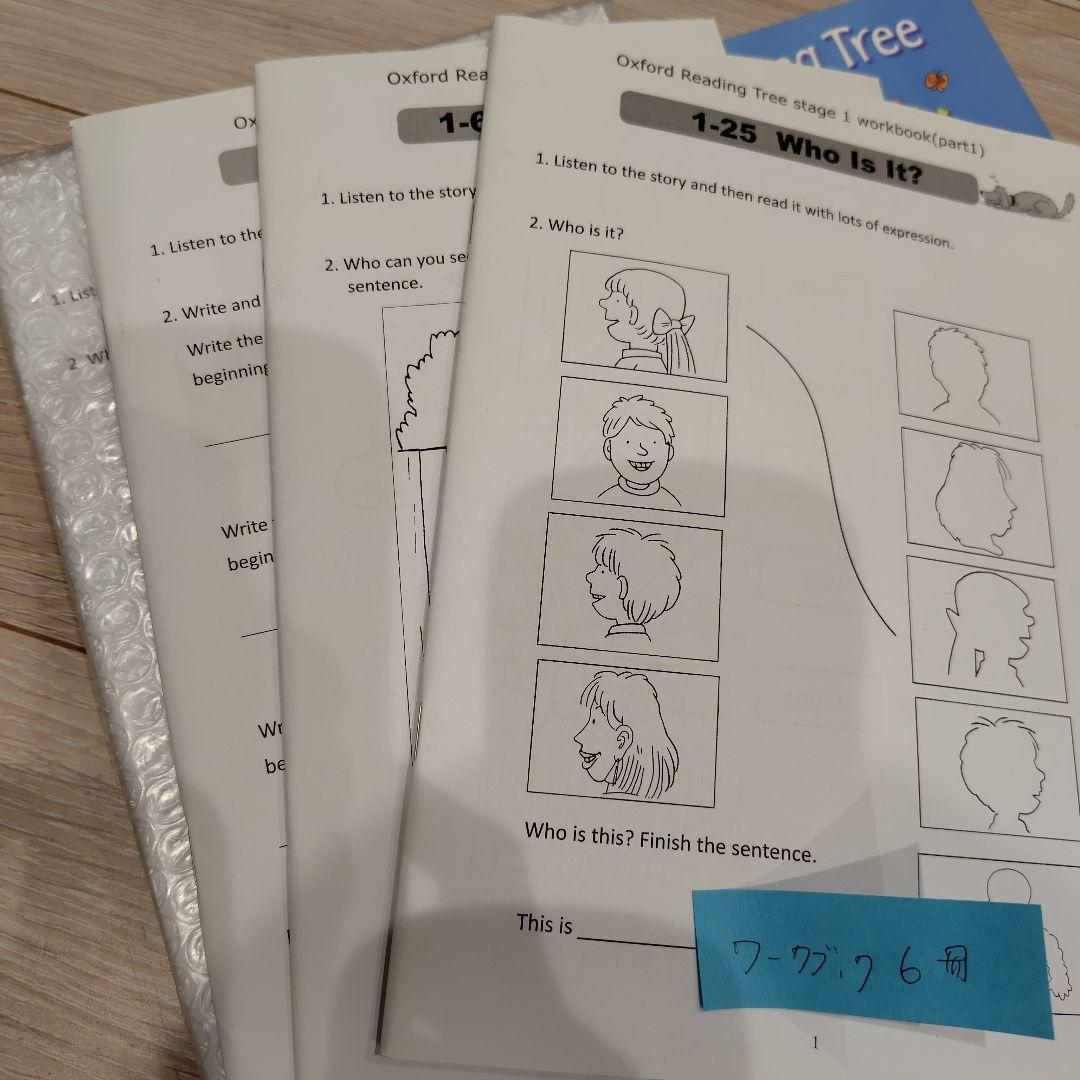 g Tree
Oxford Reading Tree stage 1 workbook(part1)
1-25 Who Is It?
1. Listen to the story and then read it with lots of expression.
2. Who is it?
Who is this? Finish the sentence.
This is
1
ワークブック 6 冊
Oxford Rea
1-6
1. Listen to the story
2. Who can you se
sentence.
Ox
1. Listen to the
2. Write and
Write the
beginning
Write
begin
Wr
be
1. List
2. Wh